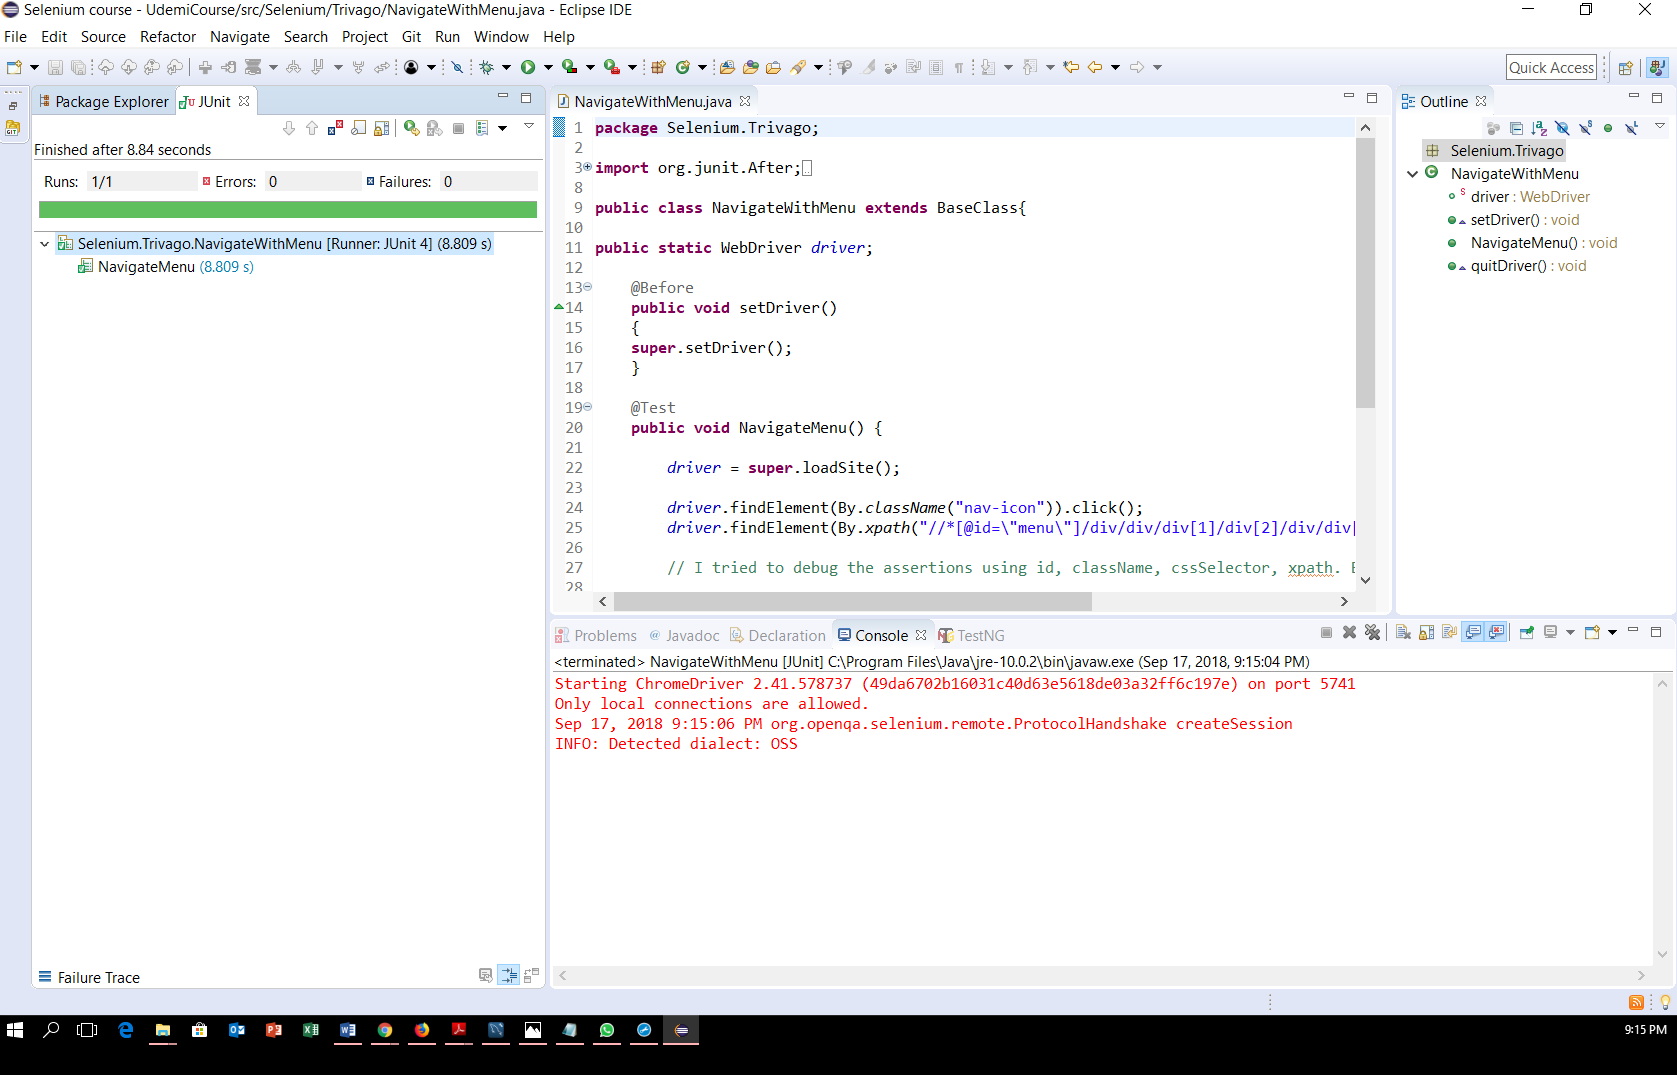 Selenium course - UdemiCourse/src/Selenium/Trivago/NavigateWithMenu.java - Eclipse IDE
File Edit Source Refactor Navigate Search Project Git Run Window Help
Quick Access
Package Explorer JUnit
Finished after 8.84 seconds
Runs: 1/1 Errors: 0 Failures: 0
Selenium.Trivago.NavigateWithMenu [Runner: JUnit 4] (8.809 s)
NavigateMenu (8.809 s)
Failure Trace
NavigateWithMenu.java
1 package Selenium.Trivago;
2
3 import org.junit.After;
8
9 public class NavigateWithMenu extends BaseClass{
10
11 public static WebDriver driver;
12
13 @Before
14 public void setDriver()
15 {
16 super.setDriver();
17 }
18
19 @Test
20 public void NavigateMenu() {
21
22 driver = super.loadSite();
23
24 driver.findElement(By.className("nav-icon")).click();
25 driver.findElement(By.xpath("//*[@id=\"menu\"]/div/div/div[1]/div[2]/div/div[
26
27 // I tried to debug the assertions using id, className, cssSelector, xpath.
28
Outline
Selenium.Trivago
NavigateWithMenu
driver : WebDriver
setDriver() : void
NavigateMenu() : void
quitDriver() : void
Problems @ Javadoc Declaration Console TestNG
<terminated> NavigateWithMenu [JUnit] C:\Program Files\Java\jre-10.0.2\bin\javaw.exe (Sep 17, 2018, 9:15:04 PM)
Starting ChromeDriver 2.41.578737 (49da6702b16031c40d63e5618de03a32ff6c197e) on port 5741
Only local connections are allowed.
Sep 17, 2018 9:15:06 PM org.openqa.selenium.remote.ProtocolHandshake createSession
INFO: Detected dialect: OSS
9:15 PM